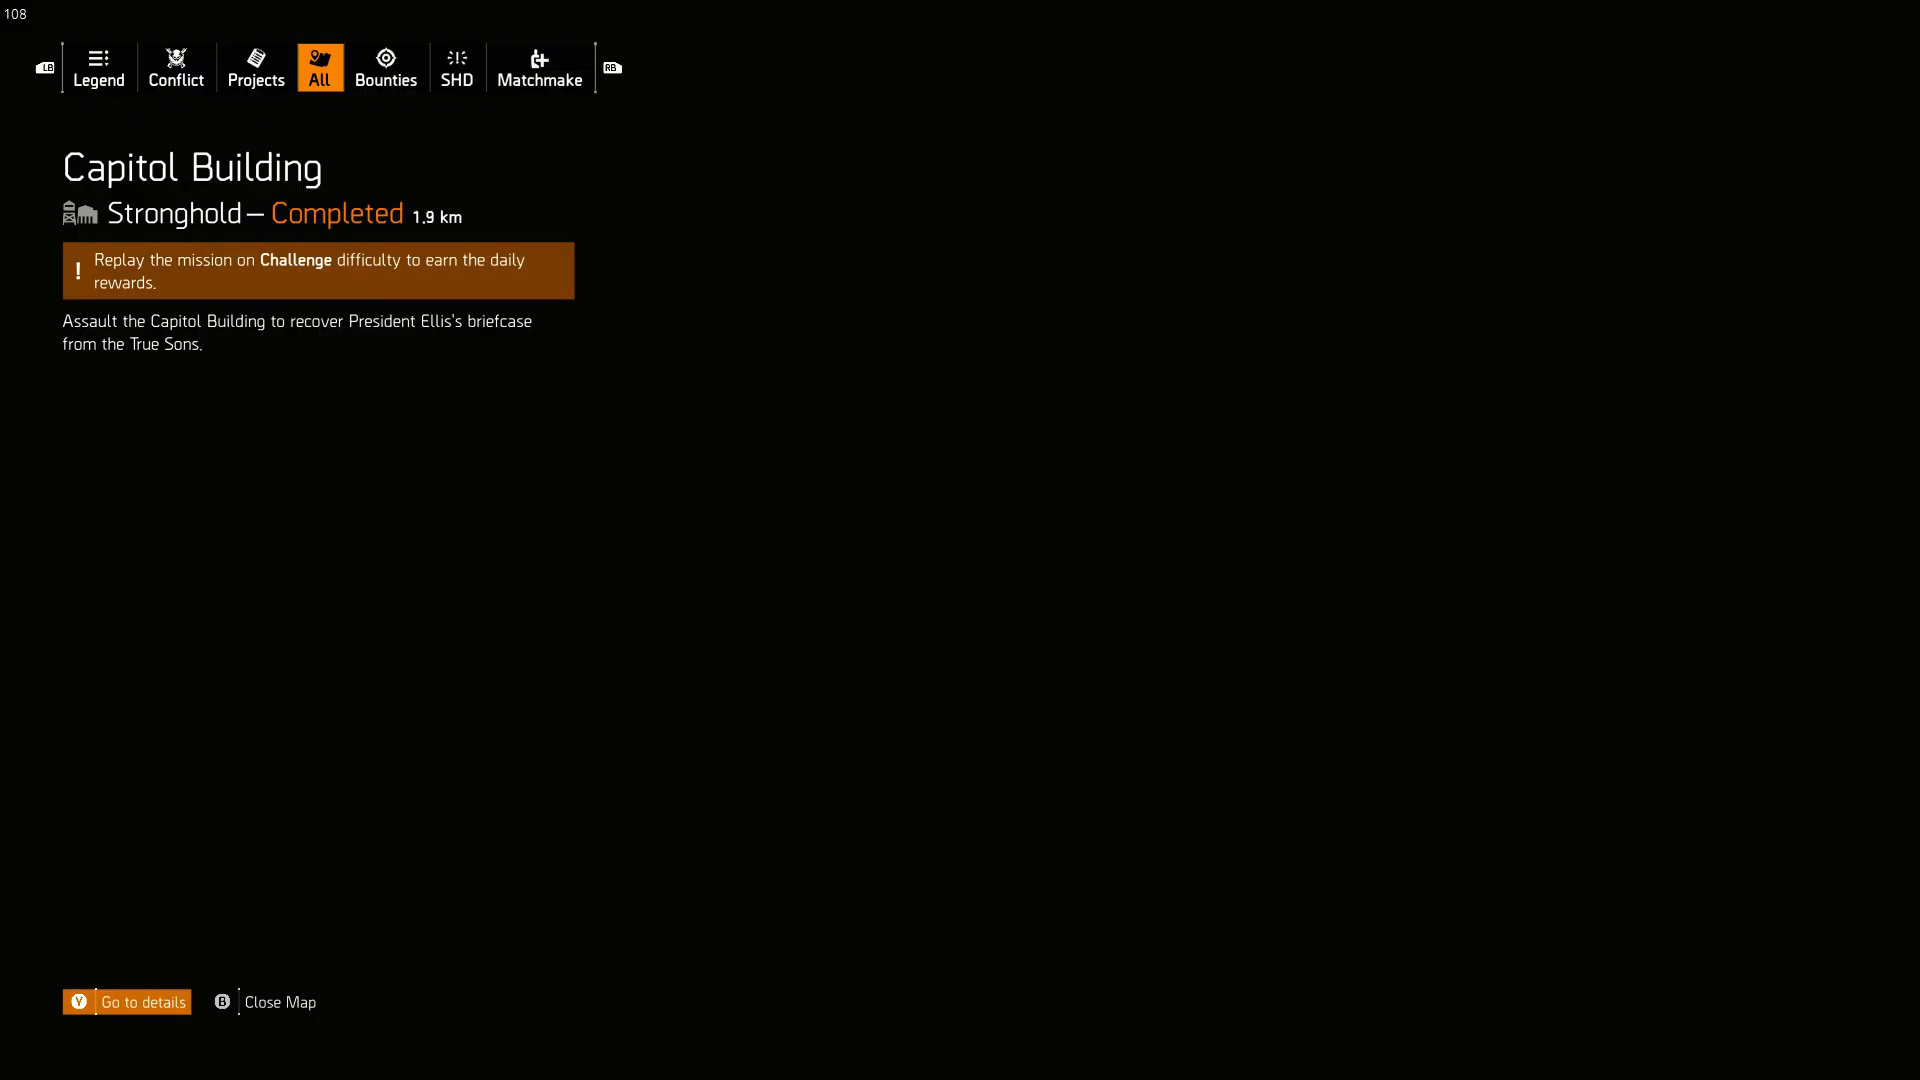 108
LB Legend Conflict Projects All Bounties SHD Matchmake RB
Capitol Building
Stronghold — Completed 1.9 km
! Replay the mission on Challenge difficulty to earn the daily
rewards.
Assault the Capitol Building to recover President Ellis's briefcase
from the True Sons.
Y Go to details B Close Map